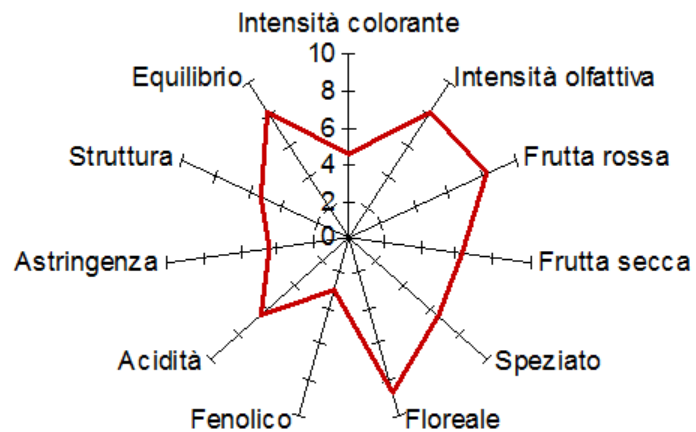 Intensità colorante
10
Equilibrio
8
Intensità olfattiva
6
Struttura
4
Frutta rossa
2
0
Astringenza
Frutta secca
Acidità
Speziato
Fenolico
Floreale